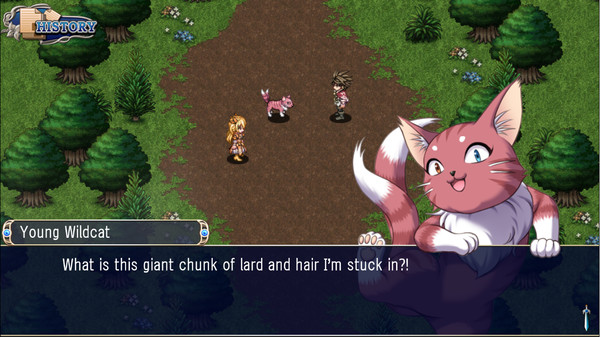 HISTORY
Young Wildcat
What is this giant chunk of lard and hair I'm stuck in?!